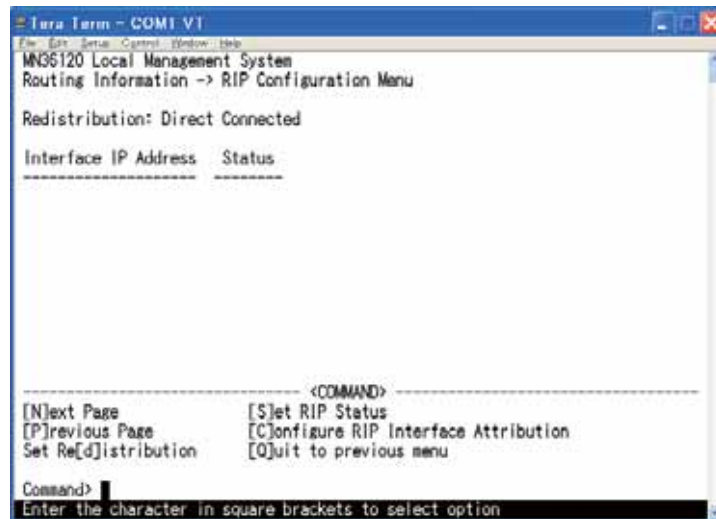 Tera Term - COM1 VT
File Edit Setup Control Window Help
MN36120 Local Management System
Routing Information -> RIP Configuration Menu
Redistribution: Direct Connected
Interface IP Address Status
-------------------- --------
<COMMAND>
[N]ext Page [S]et RIP Status
[P]revious Page [C]onfigure RIP Interface Attribution
Set Re[d]istribution [Q]uit to previous menu
Command>
Enter the character in square brackets to select option